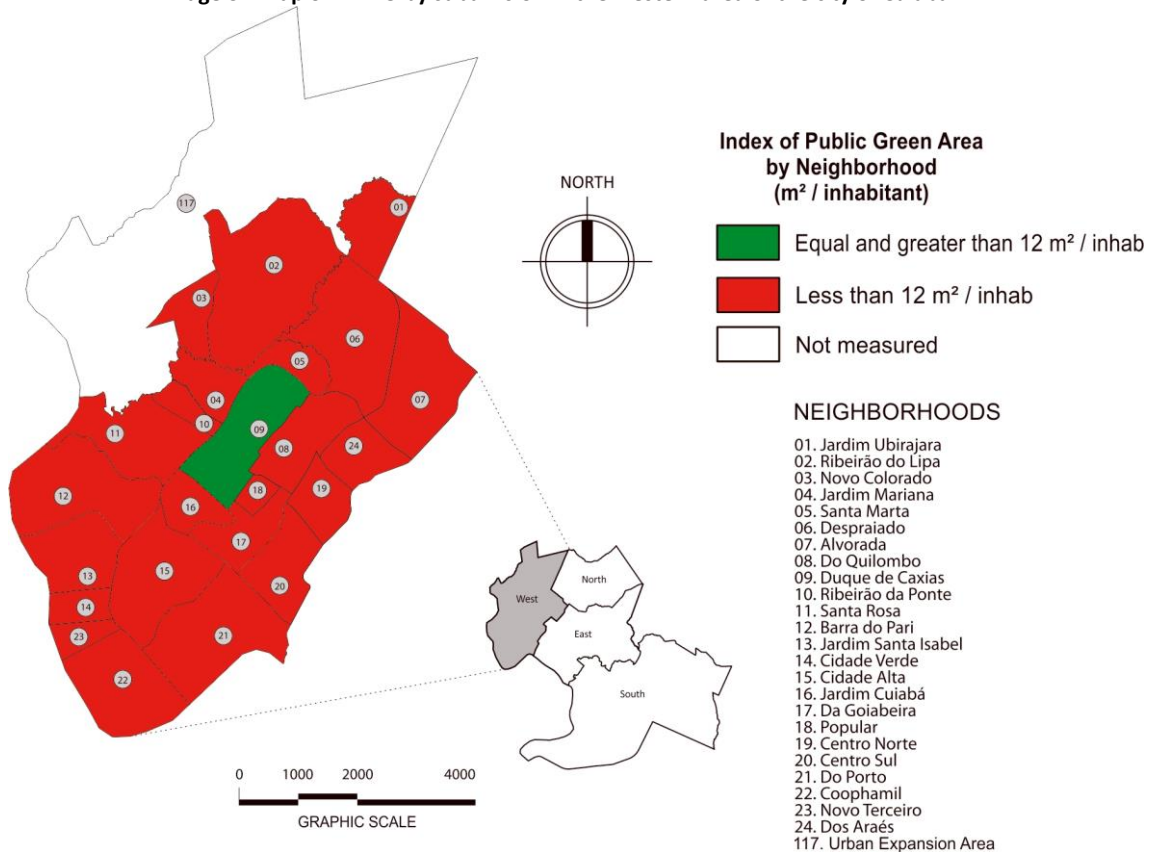 NORTH
Index of Public Green Area
by Neighborhood
(m² / inhabitant)
Equal and greater than 12 m² / inhab
Less than 12 m² / inhab
Not measured
NEIGHBORHOODS
01. Jardim Ubirajara
02. Ribeirão do Lipa
03. Novo Colorado
04. Jardim Mariana
05. Santa Marta
06. Despraiado
07. Alvorada
08. Do Quilombo
09. Duque de Caxias
10. Ribeirão da Ponte
11. Santa Rosa
12. Barra do Pari
13. Jardim Santa Isabel
14. Cidade Verde
15. Cidade Alta
16. Jardim Cuiabá
17. Da Goiabeira
18. Popular
19. Centro Norte
20. Centro Sul
21. Do Porto
22. Coophamil
23. Novo Terceiro
24. Dos Araés
117. Urban Expansion Area
117
01
02
03
06
05
04
07
10
09
11
08
24
18
19
12
16
17
15
13
20
14
23
21
22
North
West
East
South
0 1000 2000 4000
GRAPHIC SCALE